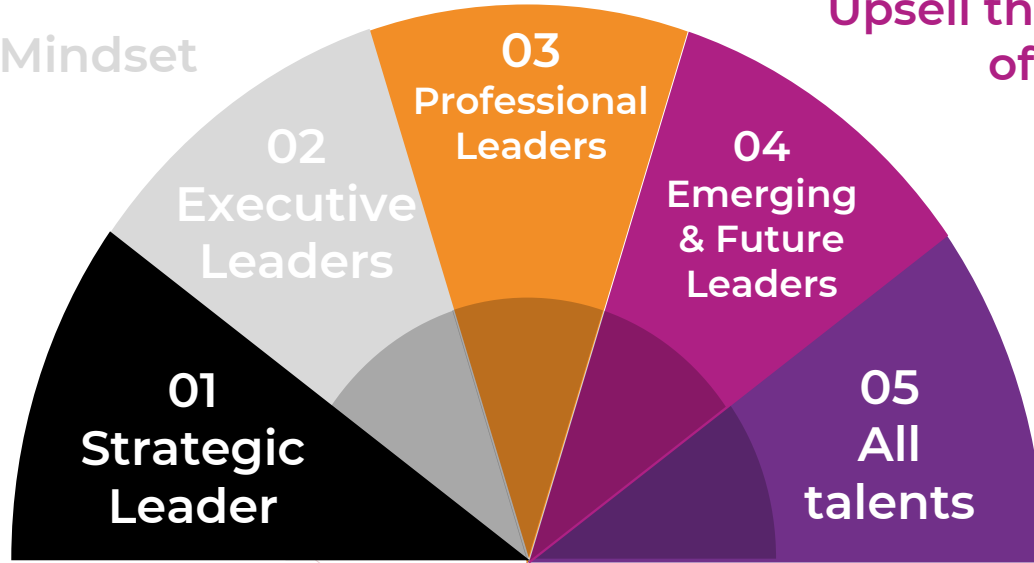 Mindset
Upsell th
of
01
Strategic
Leader
02
Executive
Leaders
03
Professional
Leaders
04
Emerging
& Future
Leaders
05
All
talents